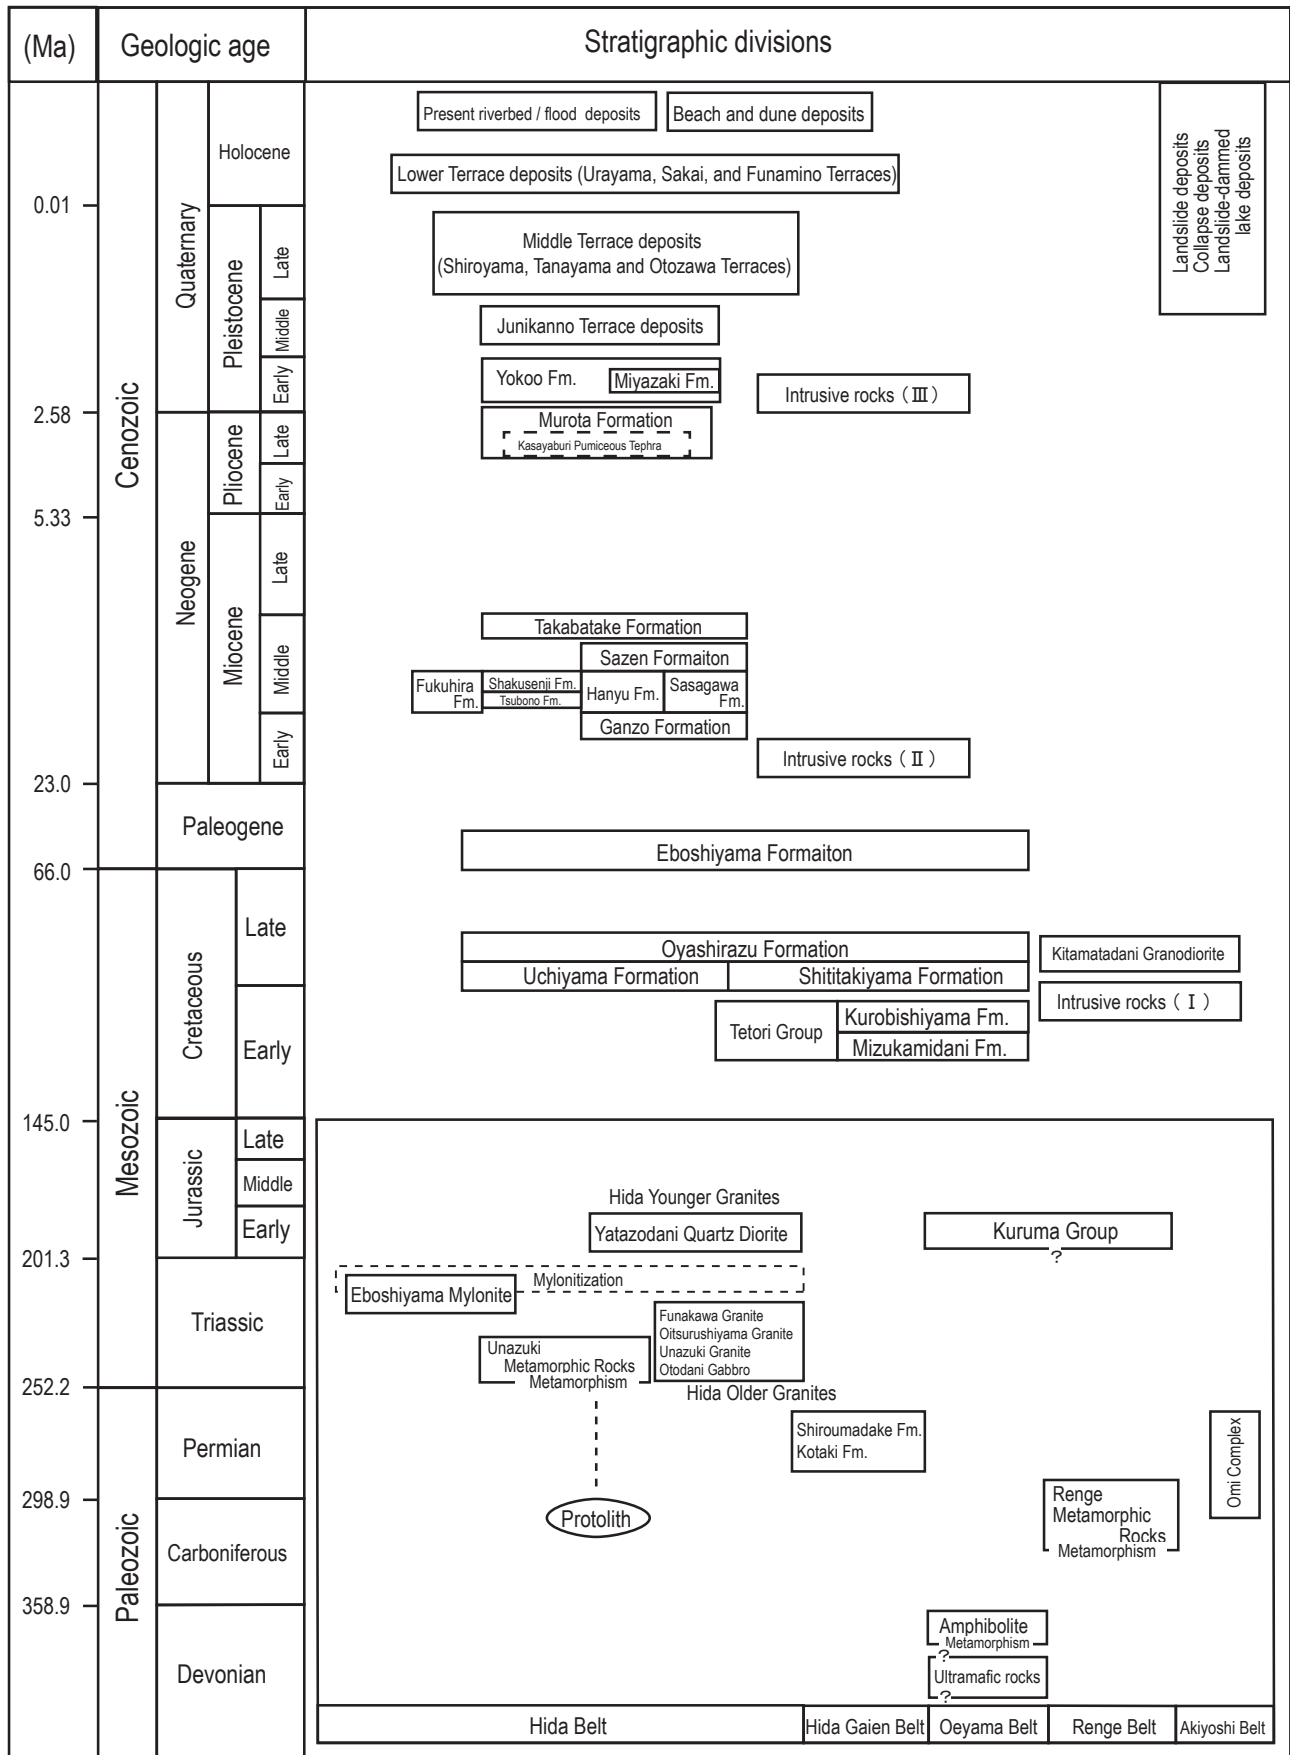 (Ma)
Geologic age
Stratigraphic divisions
Cenozoic
Quaternary
Holocene
Present riverbed / flood deposits
Beach and dune deposits
Landslide deposits
Collapse deposits
Landslide-dammed
lake deposits
Lower Terrace deposits (Urayama, Sakai, and Funamino Terraces)
0.01
Pleistocene
Late
Middle Terrace deposits
(Shiroyama, Tanayama and Otozawa Terraces)
Middle
Junikanno Terrace deposits
Early
Yokoo Fm.
Miyazaki Fm.
Intrusive rocks (Ⅲ)
2.58
Neogene
Pliocene
Late
Murota Formation
Kasayaburi Pumiceous Tephra
Early
5.33
Miocene
Late
Middle
Takabatake Formation
Sazen Formaiton
Fukuhira
Fm.
Shakusenji Fm.
Tsubono Fm.
Hanyu Fm.
Sasagawa
Fm.
Ganzo Formation
Early
Intrusive rocks (Ⅱ)
23.0
Paleogene
Eboshiyama Formaiton
66.0
Mesozoic
Cretaceous
Late
Oyashirazu Formation
Kitamatadani Granodiorite
Uchiyama Formation
Shititakiyama Formation
Early
Intrusive rocks (Ⅰ)
Tetori Group
Kurobishiyama Fm.
Mizukamidani Fm.
145.0
Jurassic
Late
Middle
Hida Younger Granites
Early
Yatazodani Quartz Diorite
Kuruma Group
?
201.3
Triassic
Mylonitization
Eboshiyama Mylonite
Funakawa Granite
Oitsurushiyama Granite
Unazuki Granite
Otodani Gabbro
Unazuki
Metamorphic Rocks
Metamorphism
252.2
Hida Older Granites
Paleozoic
Permian
Shiroumadake Fm.
Kotaki Fm.
Omi Complex
298.9
Protolith
Renge
Metamorphic
Rocks
Metamorphism
Carboniferous
358.9
Devonian
Amphibolite
Metamorphism
?
Ultramafic rocks
?
Hida Belt
Hida Gaien Belt
Oeyama Belt
Renge Belt
Akiyoshi Belt